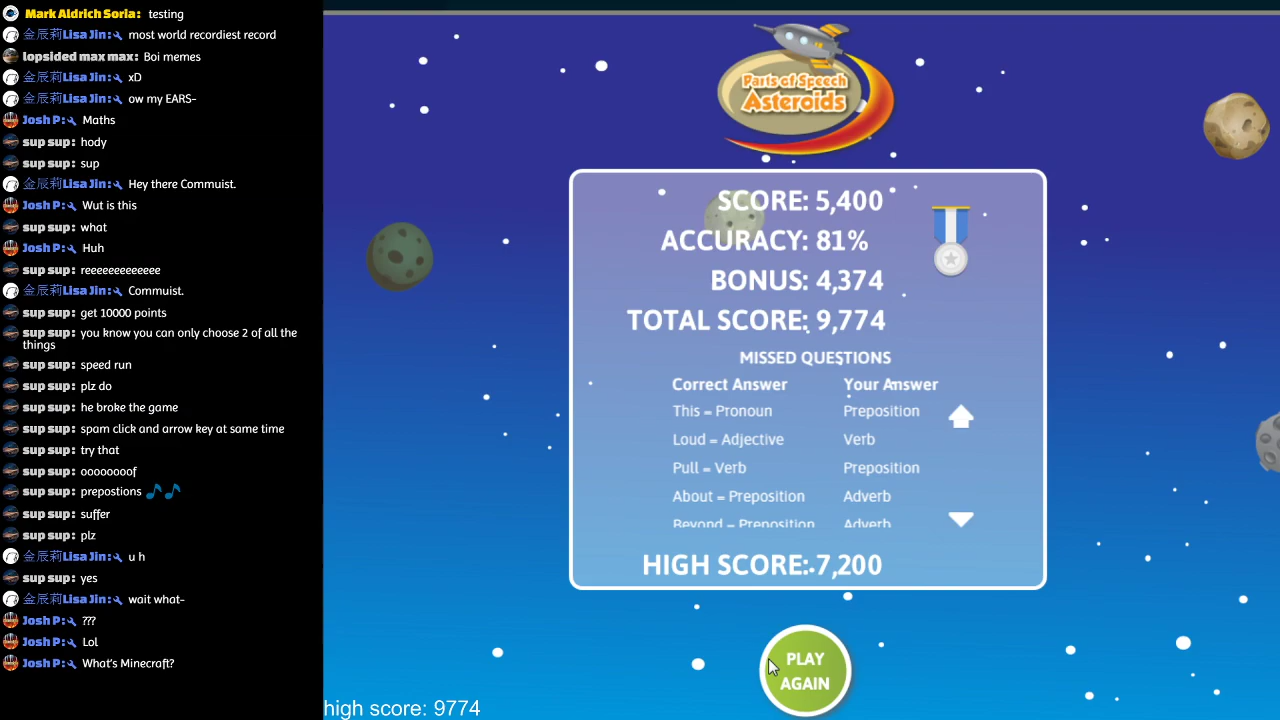 Mark Aldrich Soria: testing
金辰莉Lisa Jin: most world recordiest record
lopsided max max: Boi memes
金辰莉Lisa Jin: xD
金辰莉Lisa Jin: ow my EARS-
Josh P: Maths
sup sup: hody
sup sup: sup
金辰莉Lisa Jin: Hey there Commuist.
Josh P: Wut is this
sup sup: what
Josh P: Huh
sup sup: reeeeeeeeeeeee
金辰莉Lisa Jin: Commuist.
sup sup: get 10000 points
sup sup: you know you can only choose 2 of all the
things
sup sup: speed run
sup sup: plz do
sup sup: he broke the game
sup sup: spam click and arrow key at same time
sup sup: try that
sup sup: oooooooof
sup sup: prepostions 🎵🎵
sup sup: suffer
sup sup: plz
金辰莉Lisa Jin: u h
sup sup: yes
金辰莉Lisa Jin: wait what-
Josh P: ???
Josh P: Lol
Josh P: What's Minecraft?
Parts of Speech
Asteroids
SCORE: 5,400
ACCURACY: 81%
BONUS: 4,374
TOTAL SCORE: 9,774
MISSED QUESTIONS
Correct Answer Your Answer
This = Pronoun Preposition
Loud = Adjective Verb
Pull = Verb Preposition
About = Preposition Adverb
Beyond = Preposition Adverb
HIGH SCORE: 7,200
PLAY
AGAIN
high score: 9774